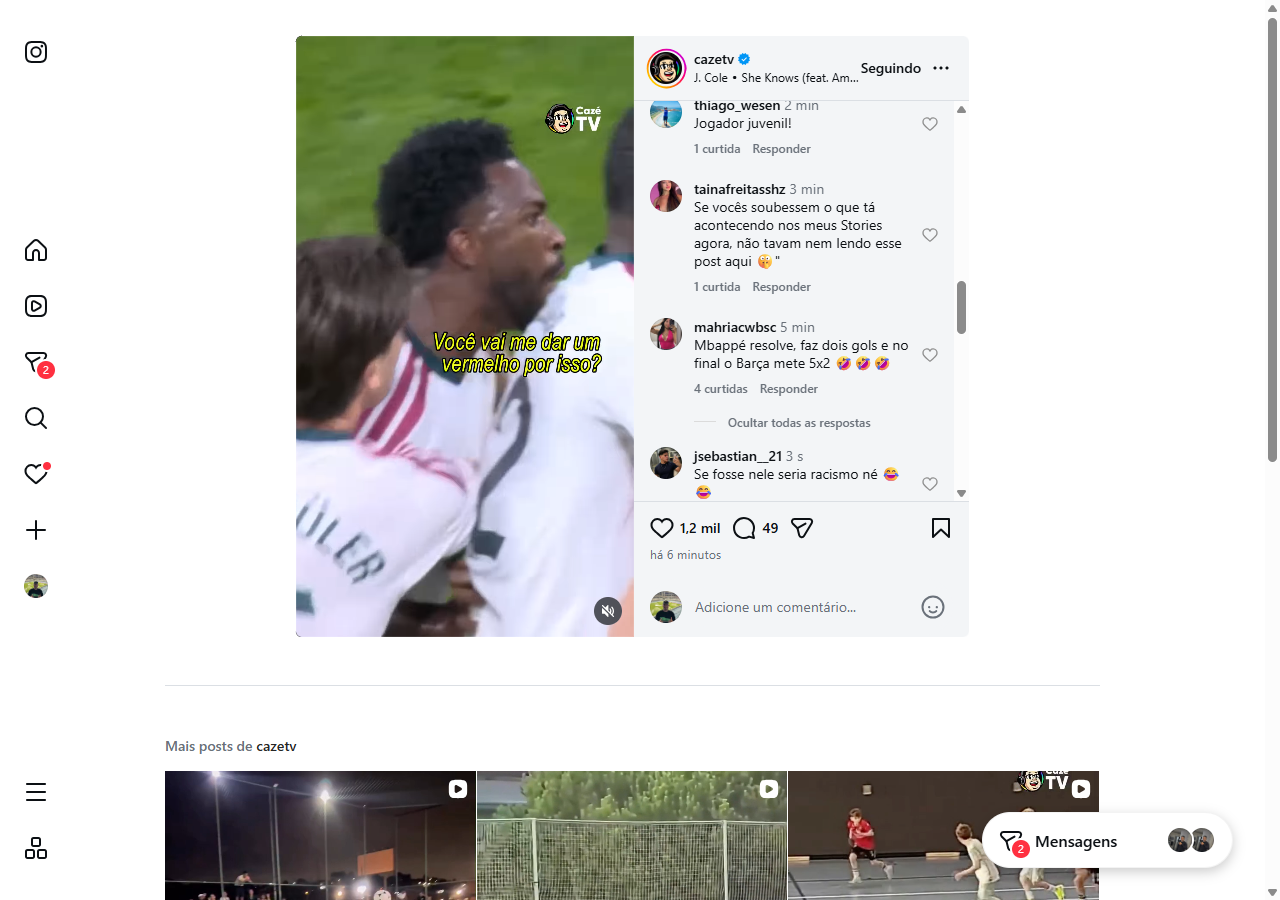 Cazé
TV
Você vai me dar um
vermelho por isso?
ÜLER
cazetv
J. Cole • She Knows (feat. Am...
Seguindo
thiago_wesen 2 min
Jogador juvenil!
1 curtida Responder
tainafreitasshz 3 min
Se vocês soubessem o que tá
acontecendo nos meus Stories
agora, não tavam nem lendo esse
post aqui 🫣"
1 curtida Responder
mahriacwbsc 5 min
Mbappé resolve, faz dois gols e no
final o Barça mete 5x2 🤣🤣🤣
4 curtidas Responder
Ocultar todas as respostas
jsebastian__21 3 s
Se fosse nele seria racismo né 😂
😂
1,2 mil 49
há 6 minutos
Adicione um comentário...
2
Mais posts de cazetv
Cazé
TV
2
Mensagens